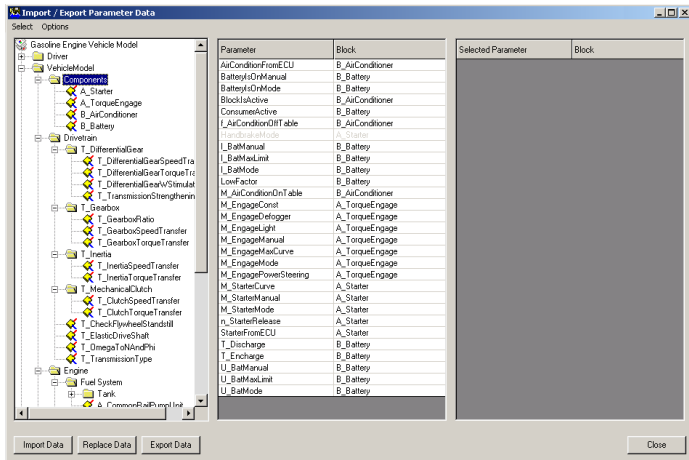 Import / Export Parameter Data
Select Options
Gasoline Engine Vehicle Model
Driver
VehicleModel
Components
A_Starter
A_TorqueEngage
B_AirConditioner
B_Battery
Drivetrain
T_DifferentialGear
T_DifferentialGearSpeedTra
T_DifferentialGearTorqueTra
T_DifferentialGearWStimulat
T_TransmissionStrengthenin
T_Gearbox
T_GearboxRatio
T_GearboxSpeedTransfer
T_GearboxTorqueTransfer
T_Inertia
T_InertiaSpeedTransfer
T_InertiaTorqueTransfer
T_MechanicalClutch
T_ClutchSpeedTransfer
T_ClutchTorqueTransfer
T_CheckFlywheelStandstill
T_ElasticDriveShaft
T_OmegaToNAndPhi
T_TransmissionType
Engine
Fuel System
Tank
A_CommonRailPumpUnit
Parameter Block
AirConditionFromECU B_AirConditioner
BatteryIsOnManual B_Battery
BatteryIsOnMode B_Battery
BlockIsActive B_AirConditioner
ConsumerActive B_Battery
f_AirConditionOffTable B_AirConditioner
HandbrakeMode A_Starter
I_BatManual B_Battery
I_BatMaxLimit B_Battery
I_BatMode B_Battery
LowFactor B_Battery
M_AirConditionOnTable B_AirConditioner
M_EngageConst A_TorqueEngage
M_EngageDefogger A_TorqueEngage
M_EngageLight A_TorqueEngage
M_EngageManual A_TorqueEngage
M_EngageMaxCurve A_TorqueEngage
M_EngageMode A_TorqueEngage
M_EngagePowerSteering A_TorqueEngage
M_StarterCurve A_Starter
M_StarterManual A_Starter
M_StarterMode A_Starter
n_StarterRelease A_Starter
StarterFromECU A_Starter
T_Discharge B_Battery
T_Encharge B_Battery
U_BatManual B_Battery
U_BatMaxLimit B_Battery
U_BatMode B_Battery
Selected Parameter Block
Import Data Replace Data Export Data Close